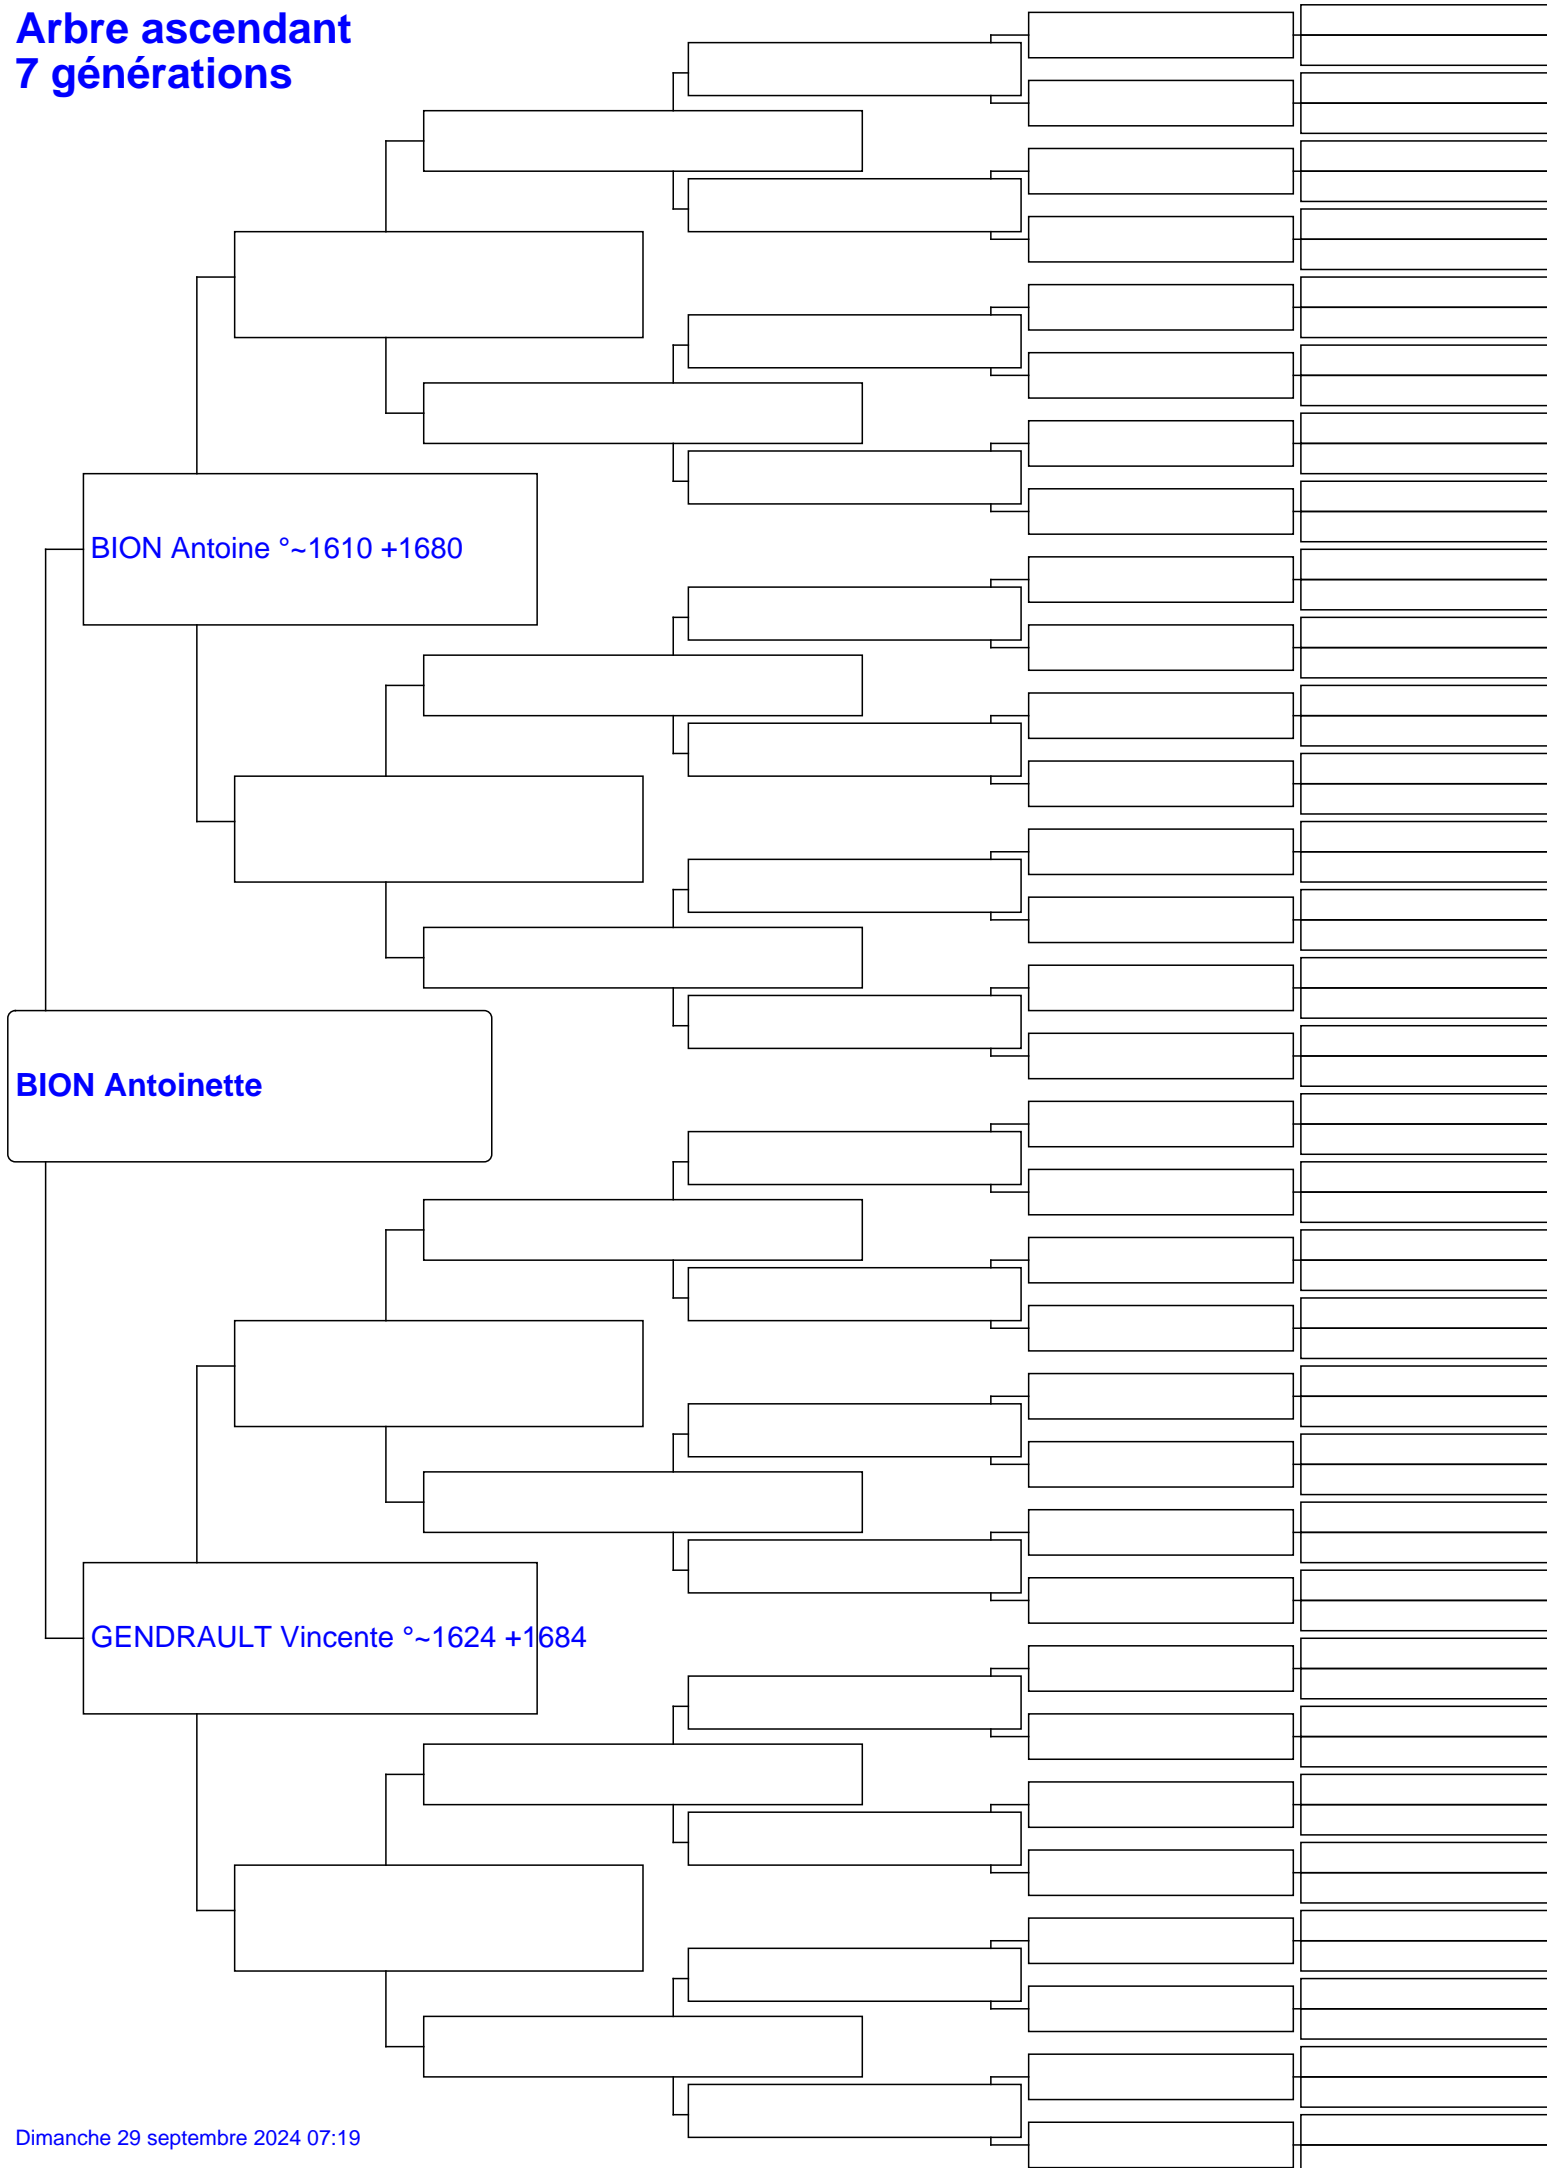 Arbre ascendant
7 générations
BION Antoine °~1610 +1680
BION Antoinette
GENDRAULT Vincente °~1624 +1684
Dimanche 29 septembre 2024 07:19